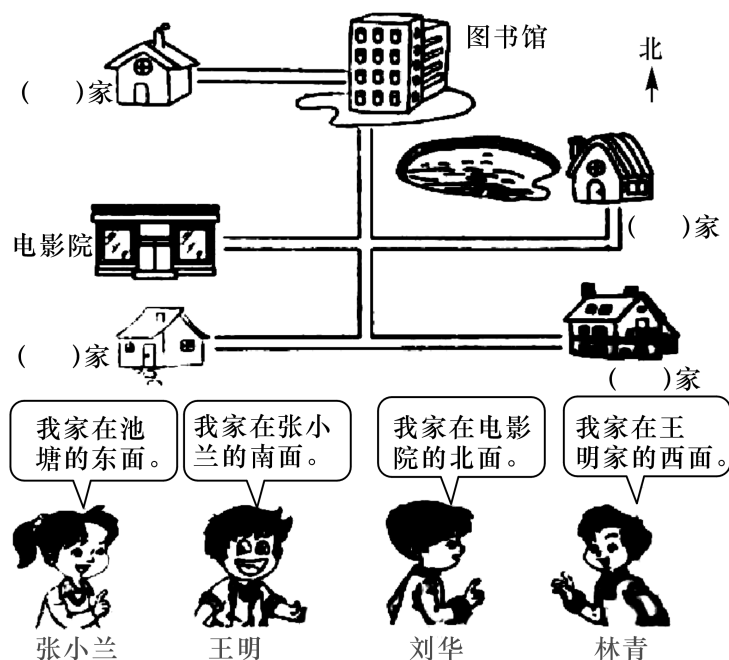 图书馆
北
(    )家
(    )家
电影院
(    )家
(    )家
我家在池
塘的东面。
我家在张小
兰的南面。
我家在电影
院的北面。
我家在王
明家的西面。
张小兰
王明
刘华
林青